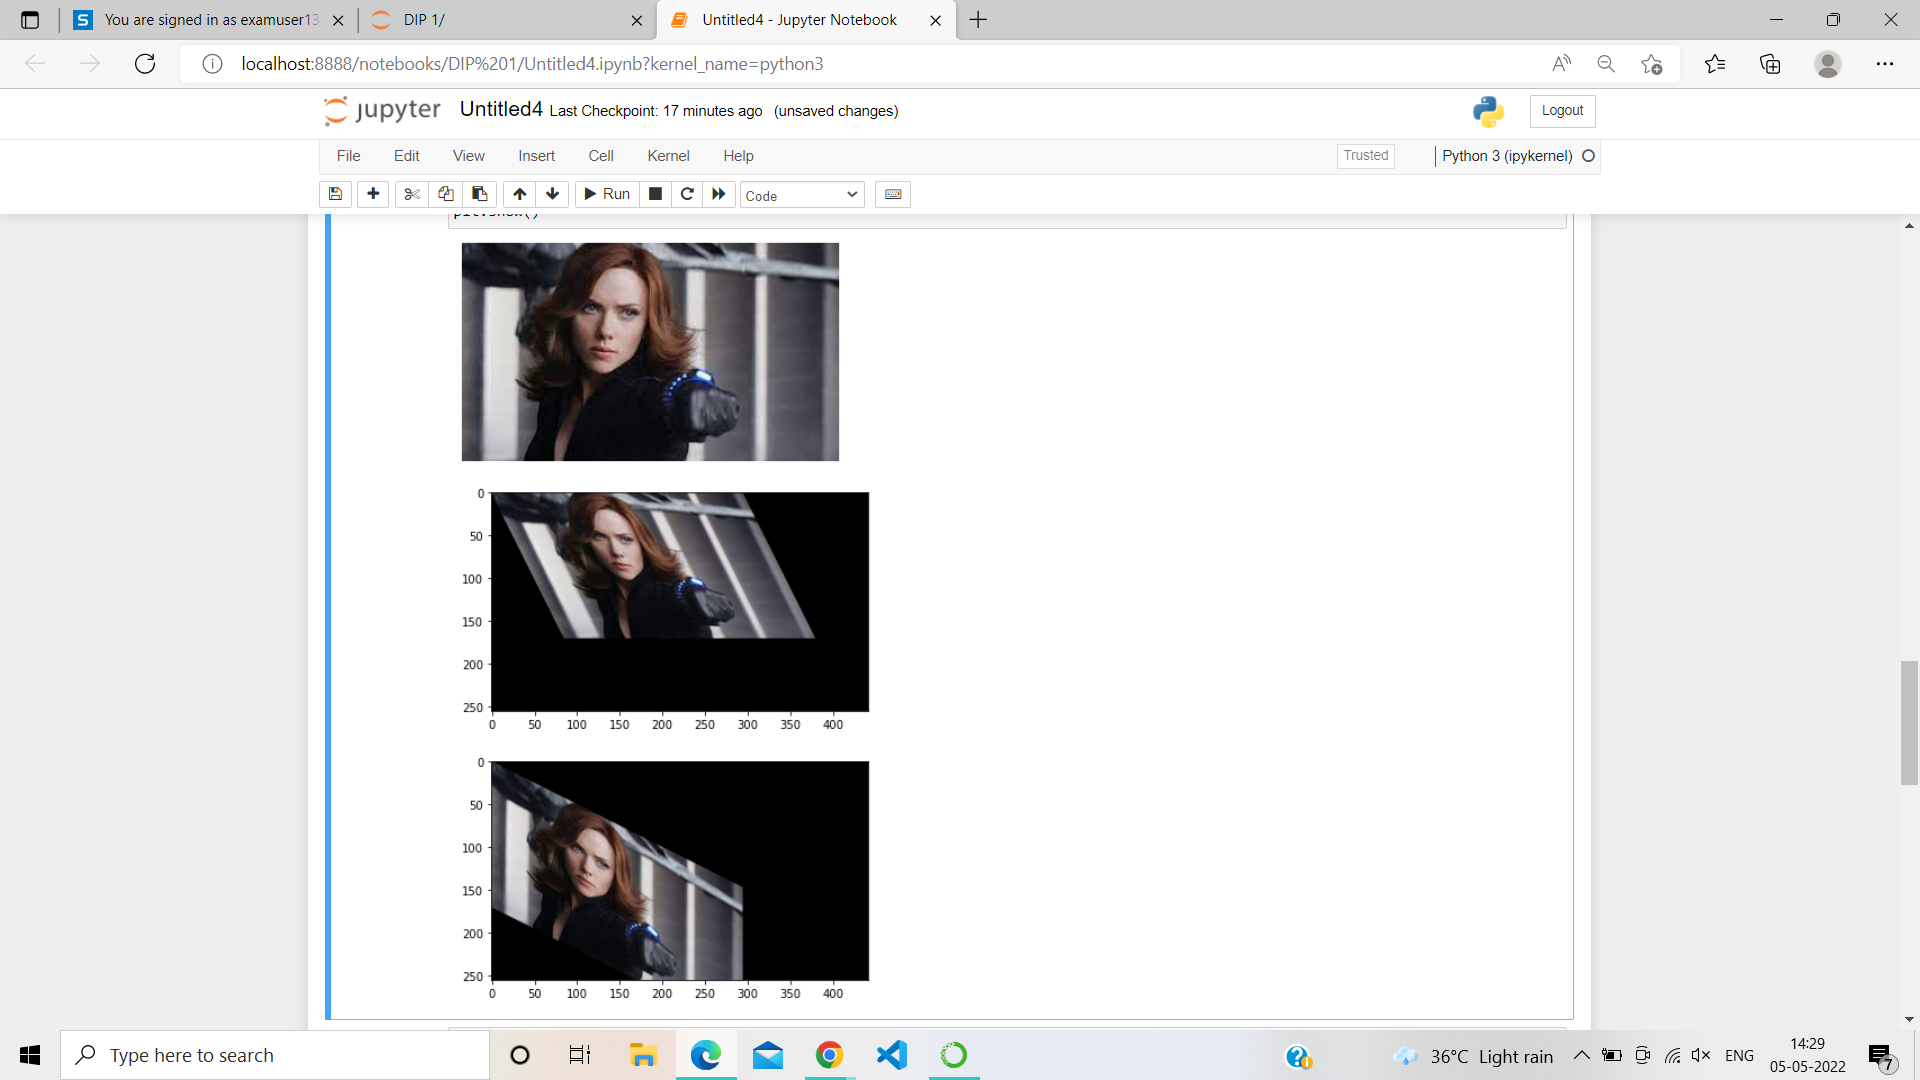 You are signed in as examuser13
DIP 1/
Untitled4 - Jupyter Notebook
localhost:8888/notebooks/DIP%201/Untitled4.ipynb?kernel_name=python3
jupyter Untitled4 Last Checkpoint: 17 minutes ago (unsaved changes)
Logout
File Edit View Insert Cell Kernel Help
Trusted Python 3 (ipykernel)
Run Code
plt.show()
0
50
100
150
200
250
0 50 100 150 200 250 300 350 400
0
50
100
150
200
250
0 50 100 150 200 250 300 350 400
Type here to search
36°C Light rain
ENG
14:29
05-05-2022
7